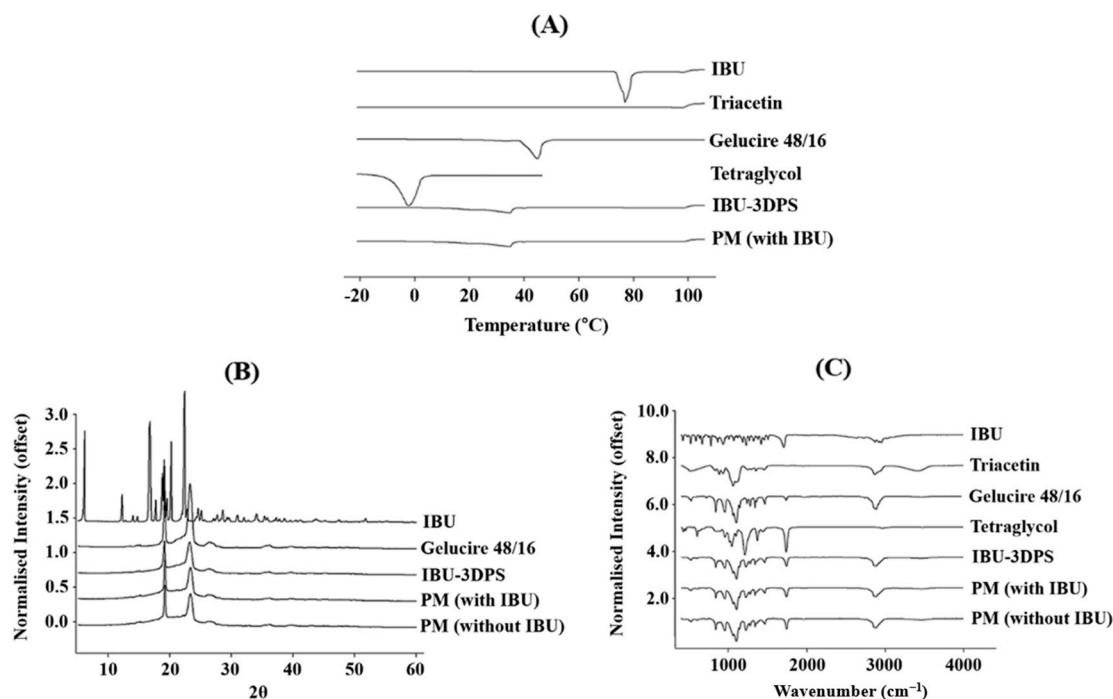 (A)
IBU
Triacetin
Gelucire 48/16
Tetraglycol
IBU-3DPS
PM (with IBU)
-20 0 20 40 60 80 100
Temperature (°C)
(B)
Normalised Intensity (offset)
3.0
2.5
2.0
1.5
1.0
0.5
0.0
IBU
Gelucire 48/16
IBU-3DPS
PM (with IBU)
PM (without IBU)
10 20 30 40 50 60
2θ
(C)
Normalised Intensity (offset)
10.0
8.0
6.0
4.0
2.0
IBU
Triacetin
Gelucire 48/16
Tetraglycol
IBU-3DPS
PM (with IBU)
PM (without IBU)
1000 2000 3000 4000
Wavenumber (cm⁻¹)